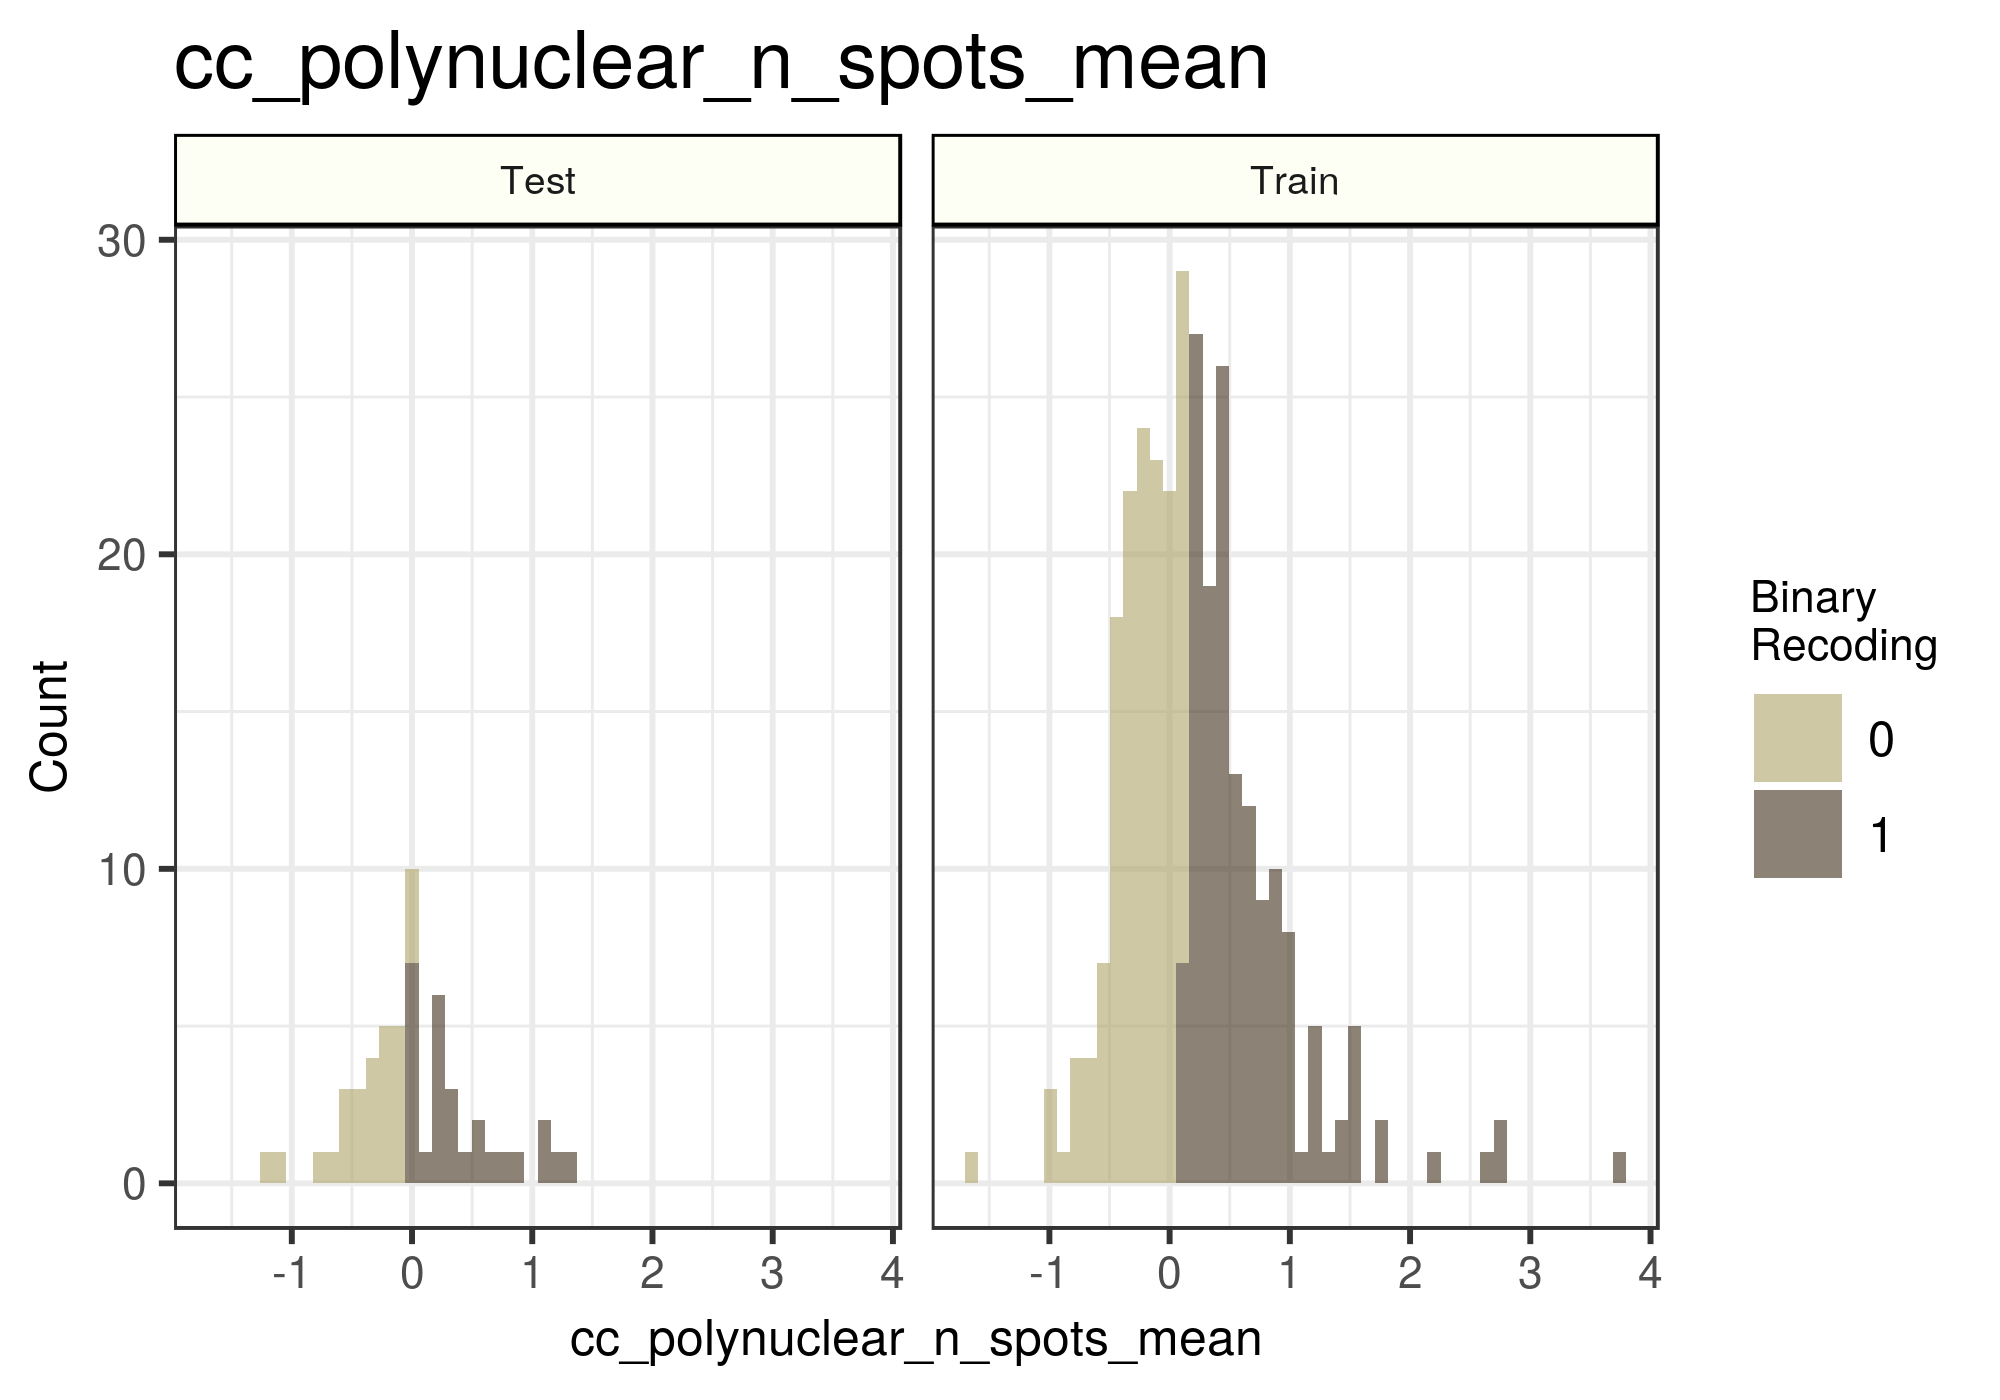 cc_polynuclear_n_spots_mean
Test
Train
30
20
10
0
Count
-1 0 1 2 3 4
-1 0 1 2 3 4
cc_polynuclear_n_spots_mean
Binary
Recoding
0
1